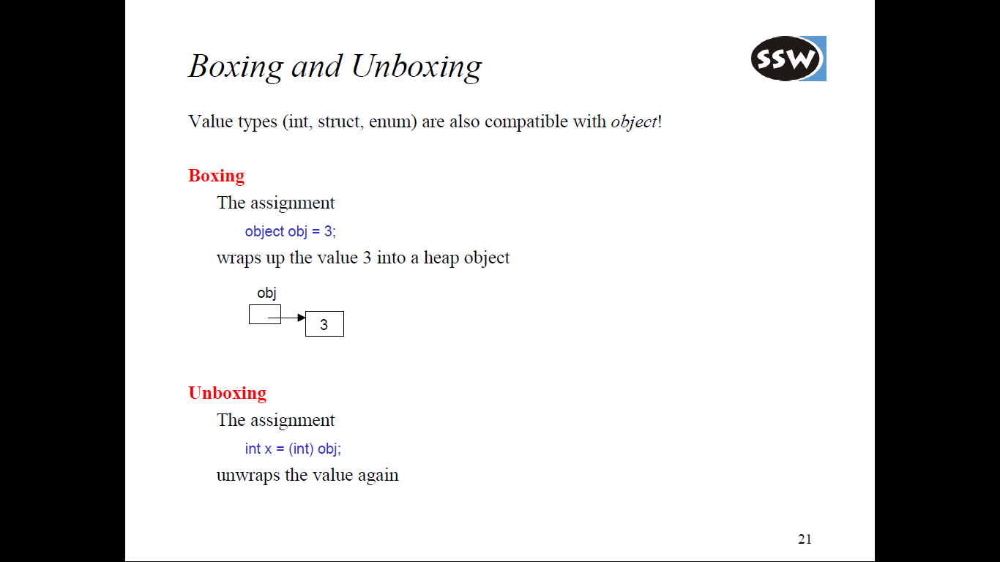 Boxing and Unboxing
SSW
Value types (int, struct, enum) are also compatible with object!
Boxing
The assignment
object obj = 3;
wraps up the value 3 into a heap object
obj
3
Unboxing
The assignment
int x = (int) obj;
unwraps the value again
21